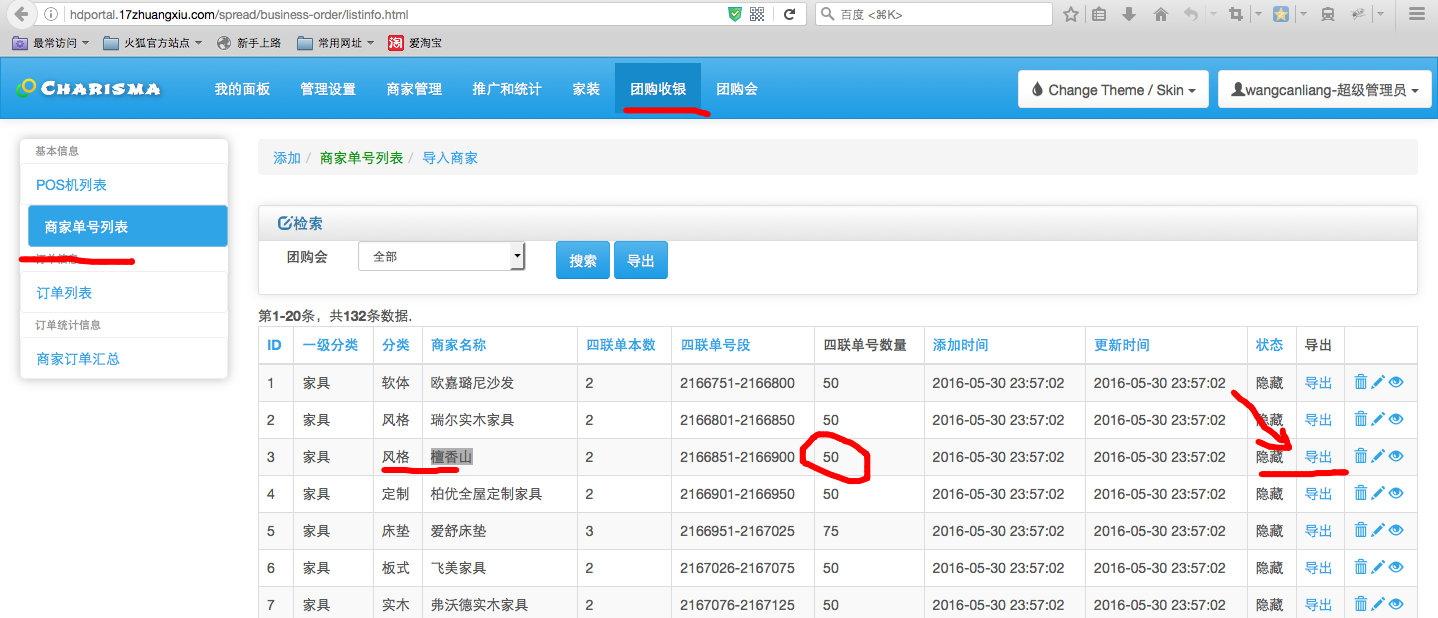 hdportal.17zhuangxiu.com/spread/business-order/listinfo.html 百度 <⌘K>
最常访问 火狐官方站点 新手上路 常用网址 淘 爱淘宝
CHARISMA 我的面板 管理设置 商家管理 推广和统计 家装 团购收银 团购会 Change Theme / Skin wangcanliang-超级管理员
基本信息
POS机列表
商家单号列表
订单信息
订单列表
订单统计信息
商家订单汇总
添加 / 商家单号列表 / 导入商家
检索
团购会 全部 搜索 导出
第1-20条，共132条数据.
ID 一级分类 分类 商家名称 四联单本数 四联单号段 四联单号数量 添加时间 更新时间 状态 导出
1 家具 软体 欧嘉璐尼沙发 2 2166751-2166800 50 2016-05-30 23:57:02 2016-05-30 23:57:02 隐藏 导出
2 家具 风格 瑞尔实木家具 2 2166801-2166850 50 2016-05-30 23:57:02 2016-05-30 23:57:02 隐藏 导出
3 家具 风格 檀香山 2 2166851-2166900 50 2016-05-30 23:57:02 2016-05-30 23:57:02 隐藏 导出
4 家具 定制 柏优全屋定制家具 2 2166901-2166950 50 2016-05-30 23:57:02 2016-05-30 23:57:02 隐藏 导出
5 家具 床垫 爱舒床垫 3 2166951-2167025 75 2016-05-30 23:57:02 2016-05-30 23:57:02 隐藏 导出
6 家具 板式 飞美家具 2 2167026-2167075 50 2016-05-30 23:57:02 2016-05-30 23:57:02 隐藏 导出
7 家具 实木 弗沃德实木家具 2 2167076-2167125 50 2016-05-30 23:57:02 2016-05-30 23:57:02 隐藏 导出